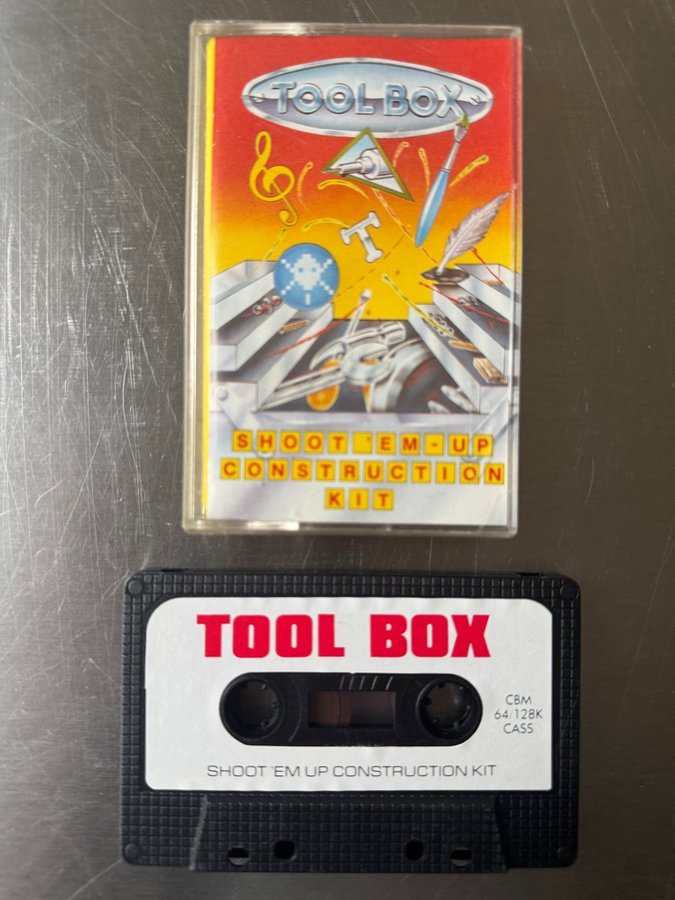 TOOL BOX
T
SHOOT 'EM-UP
CONSTRUCTION
KIT
TOOL BOX
CBM
64/128K
CASS
SHOOT 'EM UP CONSTRUCTION KIT